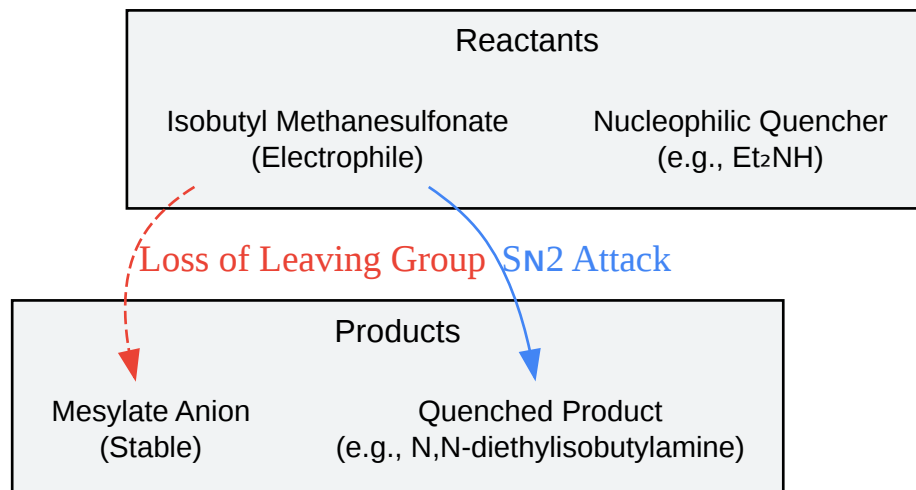 Reactants
Isobutyl Methanesulfonate
(Electrophile)
Nucleophilic Quencher
(e.g., Et₂NH)
Loss of Leaving Group
Sɴ2 Attack
Products
Mesylate Anion
(Stable)
Quenched Product
(e.g., N,N-diethylisobutylamine)